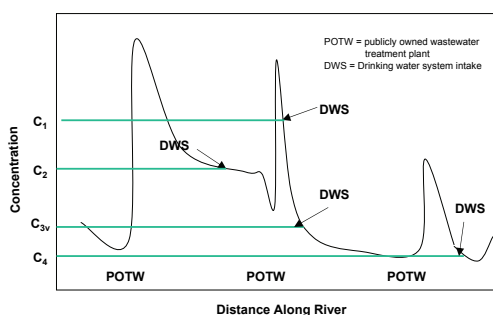 POTW = publicly owned wastewater
treatment plant
DWS = Drinking water system intake
C1
DWS
DWS
C2
DWS
C3v
DWS
C4
POTW
POTW
POTW
Concentration
Distance Along River